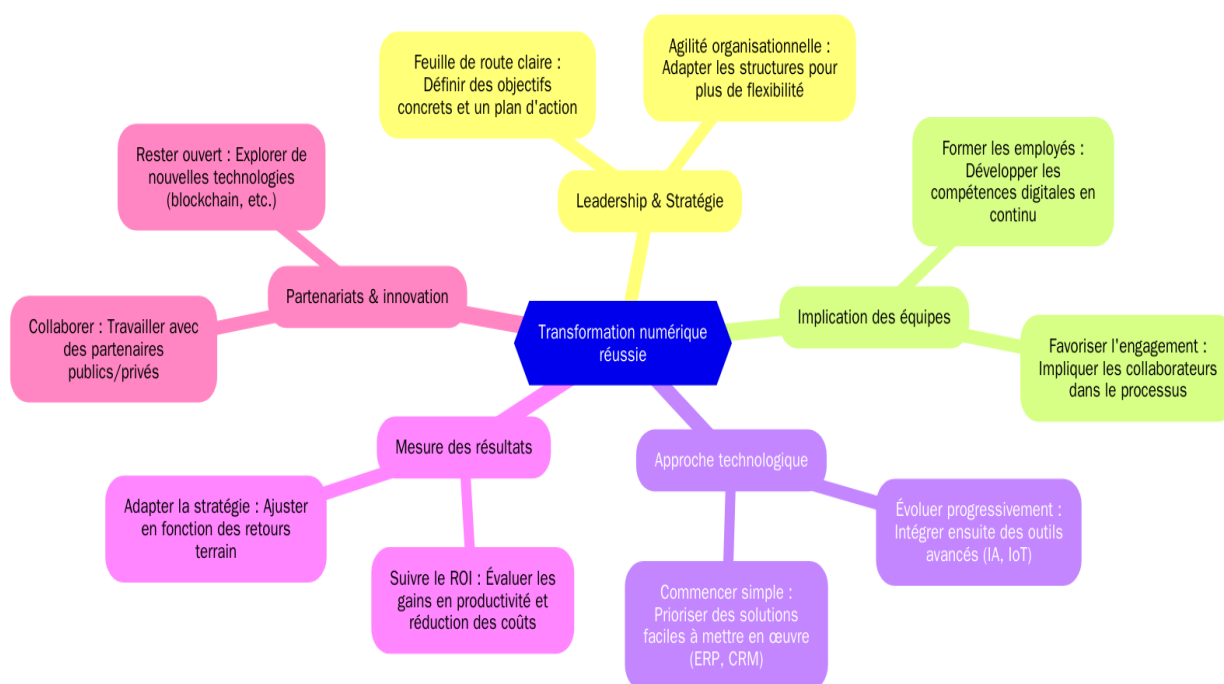 Transformation numérique
réussie
Leadership & Stratégie
Feuille de route claire :
Définir des objectifs
concrets et un plan d'action
Agilité organisationnelle :
Adapter les structures pour
plus de flexibilité
Implication des équipes
Former les employés :
Développer les
compétences digitales en
continu
Favoriser l'engagement :
Impliquer les collaborateurs
dans le processus
Approche technologique
Évoluer progressivement :
Intégrer ensuite des outils
avancés (IA, IoT)
Commencer simple :
Prioriser des solutions
faciles à mettre en œuvre
(ERP, CRM)
Mesure des résultats
Suivre le ROI : Évaluer les
gains en productivité et
réduction des coûts
Adapter la stratégie : Ajuster
en fonction des retours
terrain
Partenariats & innovation
Collaborer : Travailler avec
des partenaires
publics/privés
Rester ouvert : Explorer de
nouvelles technologies
(blockchain, etc.)